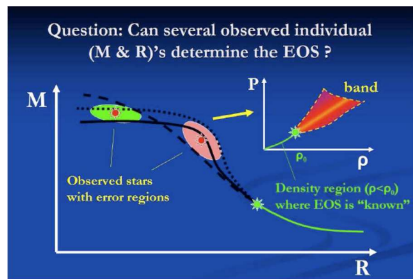 Question: Can several observed individual
(M & R)'s determine the EOS ?
M
P
band
ρ₀
ρ
Observed stars
with error regions
Density region (ρ<ρ₀)
where EOS is "known"
R